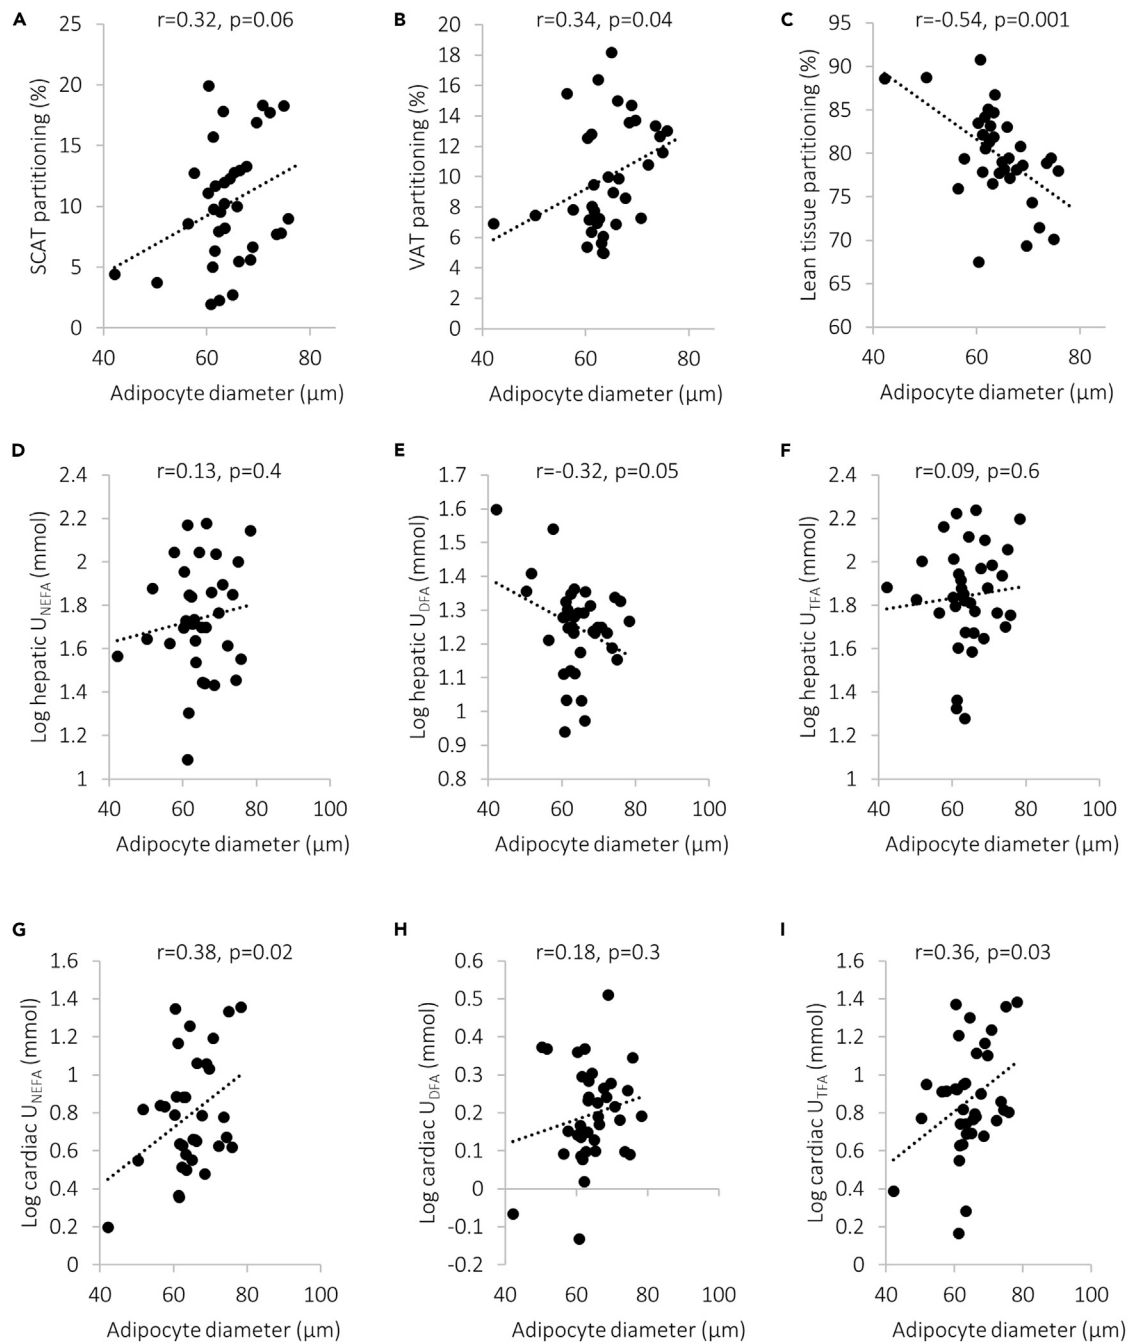 A
r=0.32, p=0.06
SCAT partitioning (%)
25
20
15
10
5
0
40 60 80
Adipocyte diameter (μm)
B
r=0.34, p=0.04
VAT partitioning (%)
20
18
16
14
12
10
8
6
4
2
0
40 60 80
Adipocyte diameter (μm)
C
r=-0.54, p=0.001
Lean tissue partitioning (%)
95
90
85
80
75
70
65
60
40 60 80
Adipocyte diameter (μm)
D
r=0.13, p=0.4
Log hepatic U_NEFA (mmol)
2.4
2.2
2
1.8
1.6
1.4
1.2
1
40 60 80 100
Adipocyte diameter (μm)
E
r=-0.32, p=0.05
Log hepatic U_DFA (mmol)
1.7
1.6
1.5
1.4
1.3
1.2
1.1
1
0.9
0.8
40 60 80 100
Adipocyte diameter (μm)
F
r=0.09, p=0.6
Log hepatic U_TFA (mmol)
2.4
2.2
2
1.8
1.6
1.4
1.2
1
40 60 80 100
Adipocyte diameter (μm)
G
r=0.38, p=0.02
Log cardiac U_NEFA (mmol)
1.6
1.4
1.2
1
0.8
0.6
0.4
0.2
0
40 60 80 100
Adipocyte diameter (μm)
H
r=0.18, p=0.3
Log cardiac U_DFA (mmol)
0.6
0.5
0.4
0.3
0.2
0.1
0
-0.1
-0.2
40 60 80 100
Adipocyte diameter (μm)
I
r=0.36, p=0.03
Log cardiac U_TFA (mmol)
1.6
1.4
1.2
1
0.8
0.6
0.4
0.2
0
40 60 80 100
Adipocyte diameter (μm)